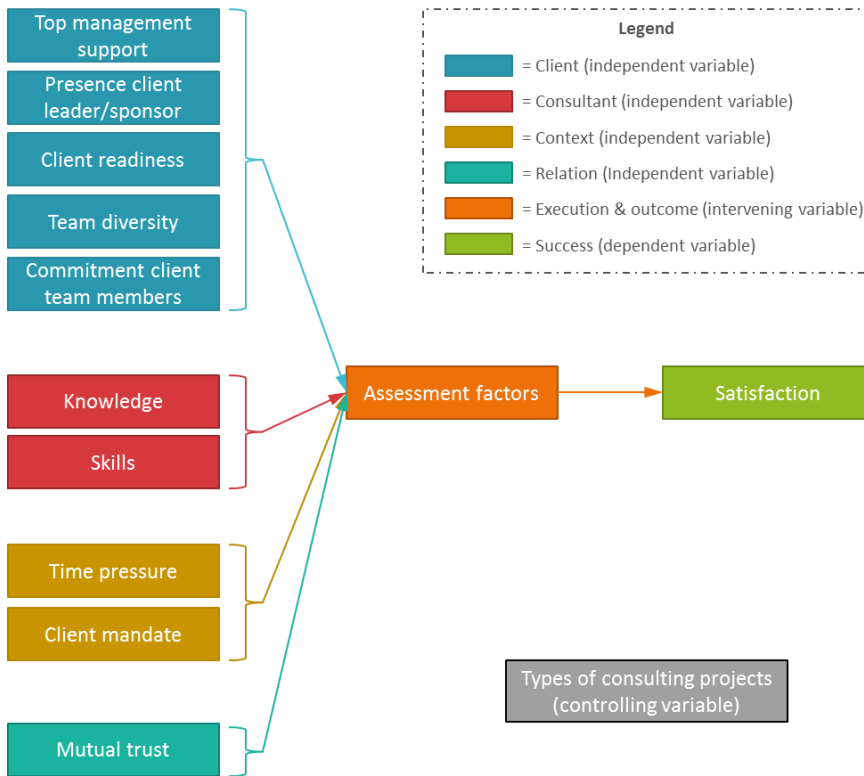 Top management
support
Presence client
leader/sponsor
Client readiness
Team diversity
Commitment client
team members
Knowledge
Skills
Time pressure
Client mandate
Mutual trust
Assessment factors
Satisfaction
Legend
= Client (independent variable)
= Consultant (independent variable)
= Context (independent variable)
= Relation (Independent variable)
= Execution & outcome (intervening variable)
= Success (dependent variable)
Types of consulting projects
(controlling variable)